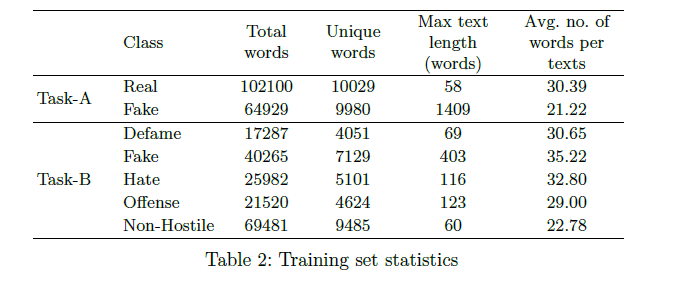 Class Total words Unique words Max text length (words) Avg. no. of words per texts
Task-A Real 102100 10029 58 30.39
Fake 64929 9980 1409 21.22
Defame 17287 4051 69 30.65
Fake 40265 7129 403 35.22
Task-B Hate 25982 5101 116 32.80
Offense 21520 4624 123 29.00
Non-Hostile 69481 9485 60 22.78
Table 2: Training set statistics